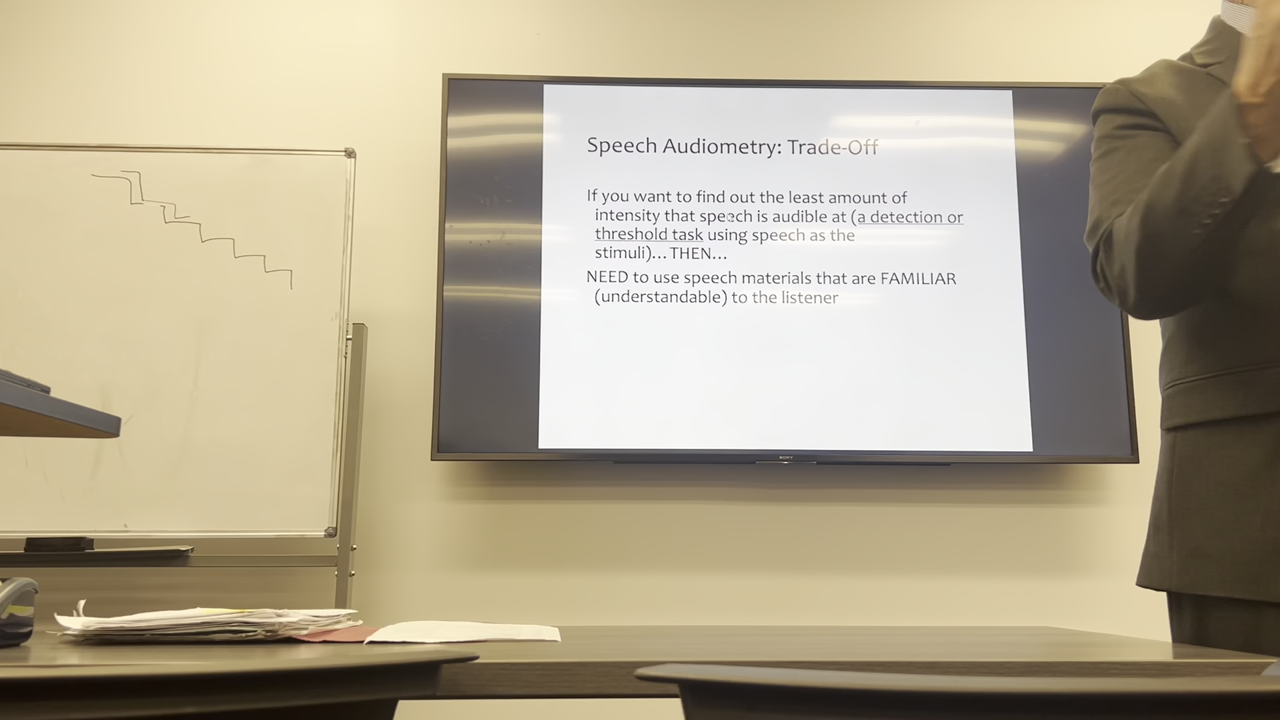 Speech Audiometry: Trade-Off
If you want to find out the least amount of
intensity that speech is audible at (a detection or
threshold task using speech as the
stimuli)... THEN...
NEED to use speech materials that are FAMILIAR
(understandable) to the listener
SONY